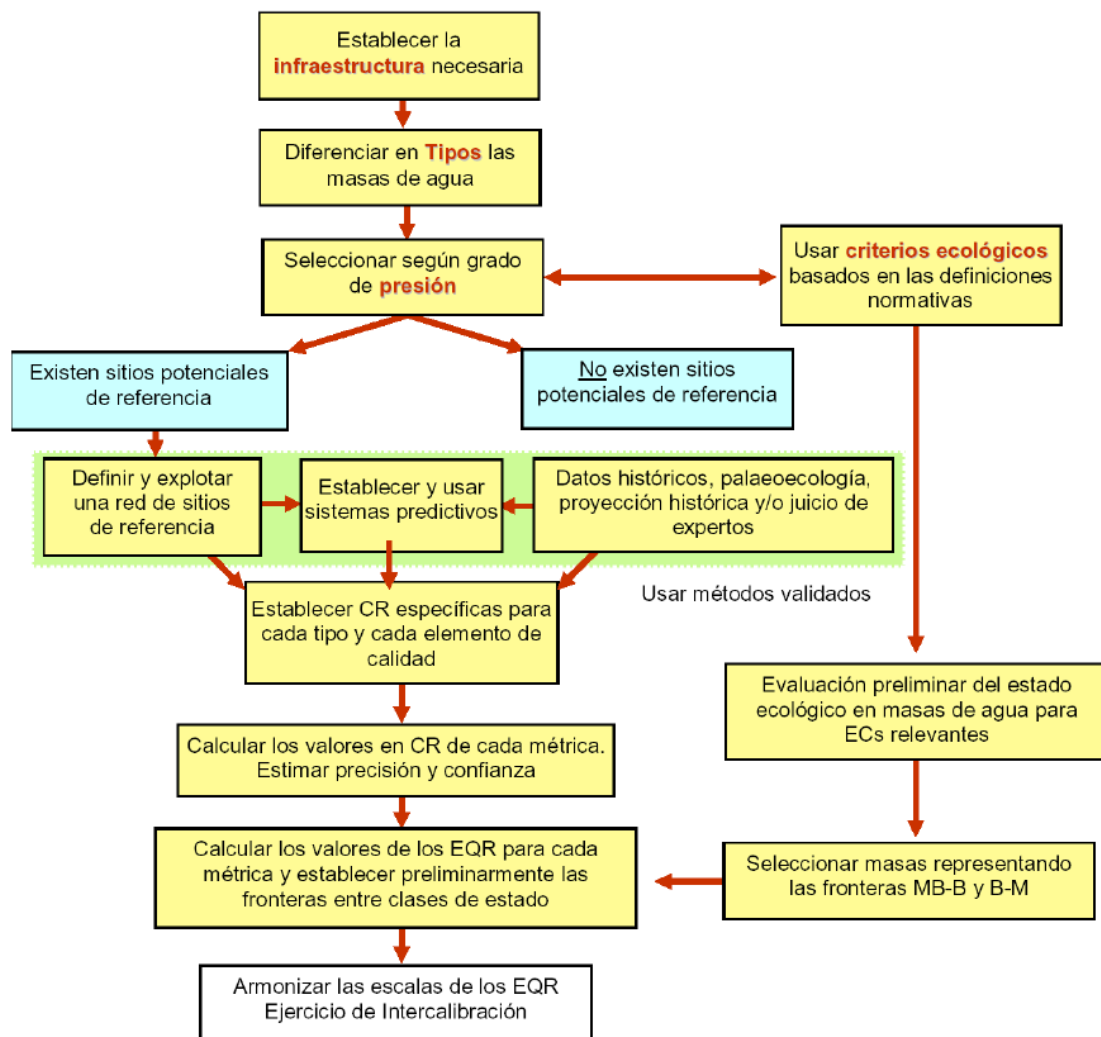 Establecer la
infraestructura necesaria
Diferenciar en Tipos las
masas de agua
Seleccionar según grado
de presión
Usar criterios ecológicos
basados en las definiciones
normativas
Existen sitios potenciales
de referencia
No existen sitios
potenciales de referencia
Definir y explotar
una red de sitios
de referencia
Establecer y usar
sistemas predictivos
Datos históricos, palaeoecología,
proyección histórica y/o juicio de
expertos
Usar métodos validados
Establecer CR específicas para
cada tipo y cada elemento de
calidad
Evaluación preliminar del estado
ecológico en masas de agua para
ECs relevantes
Calcular los valores en CR de cada métrica.
Estimar precisión y confianza
Calcular los valores de los EQR para cada
métrica y establecer preliminarmente las
fronteras entre clases de estado
Seleccionar masas representando
las fronteras MB-B y B-M
Armonizar las escalas de los EQR
Ejercicio de Intercalibración